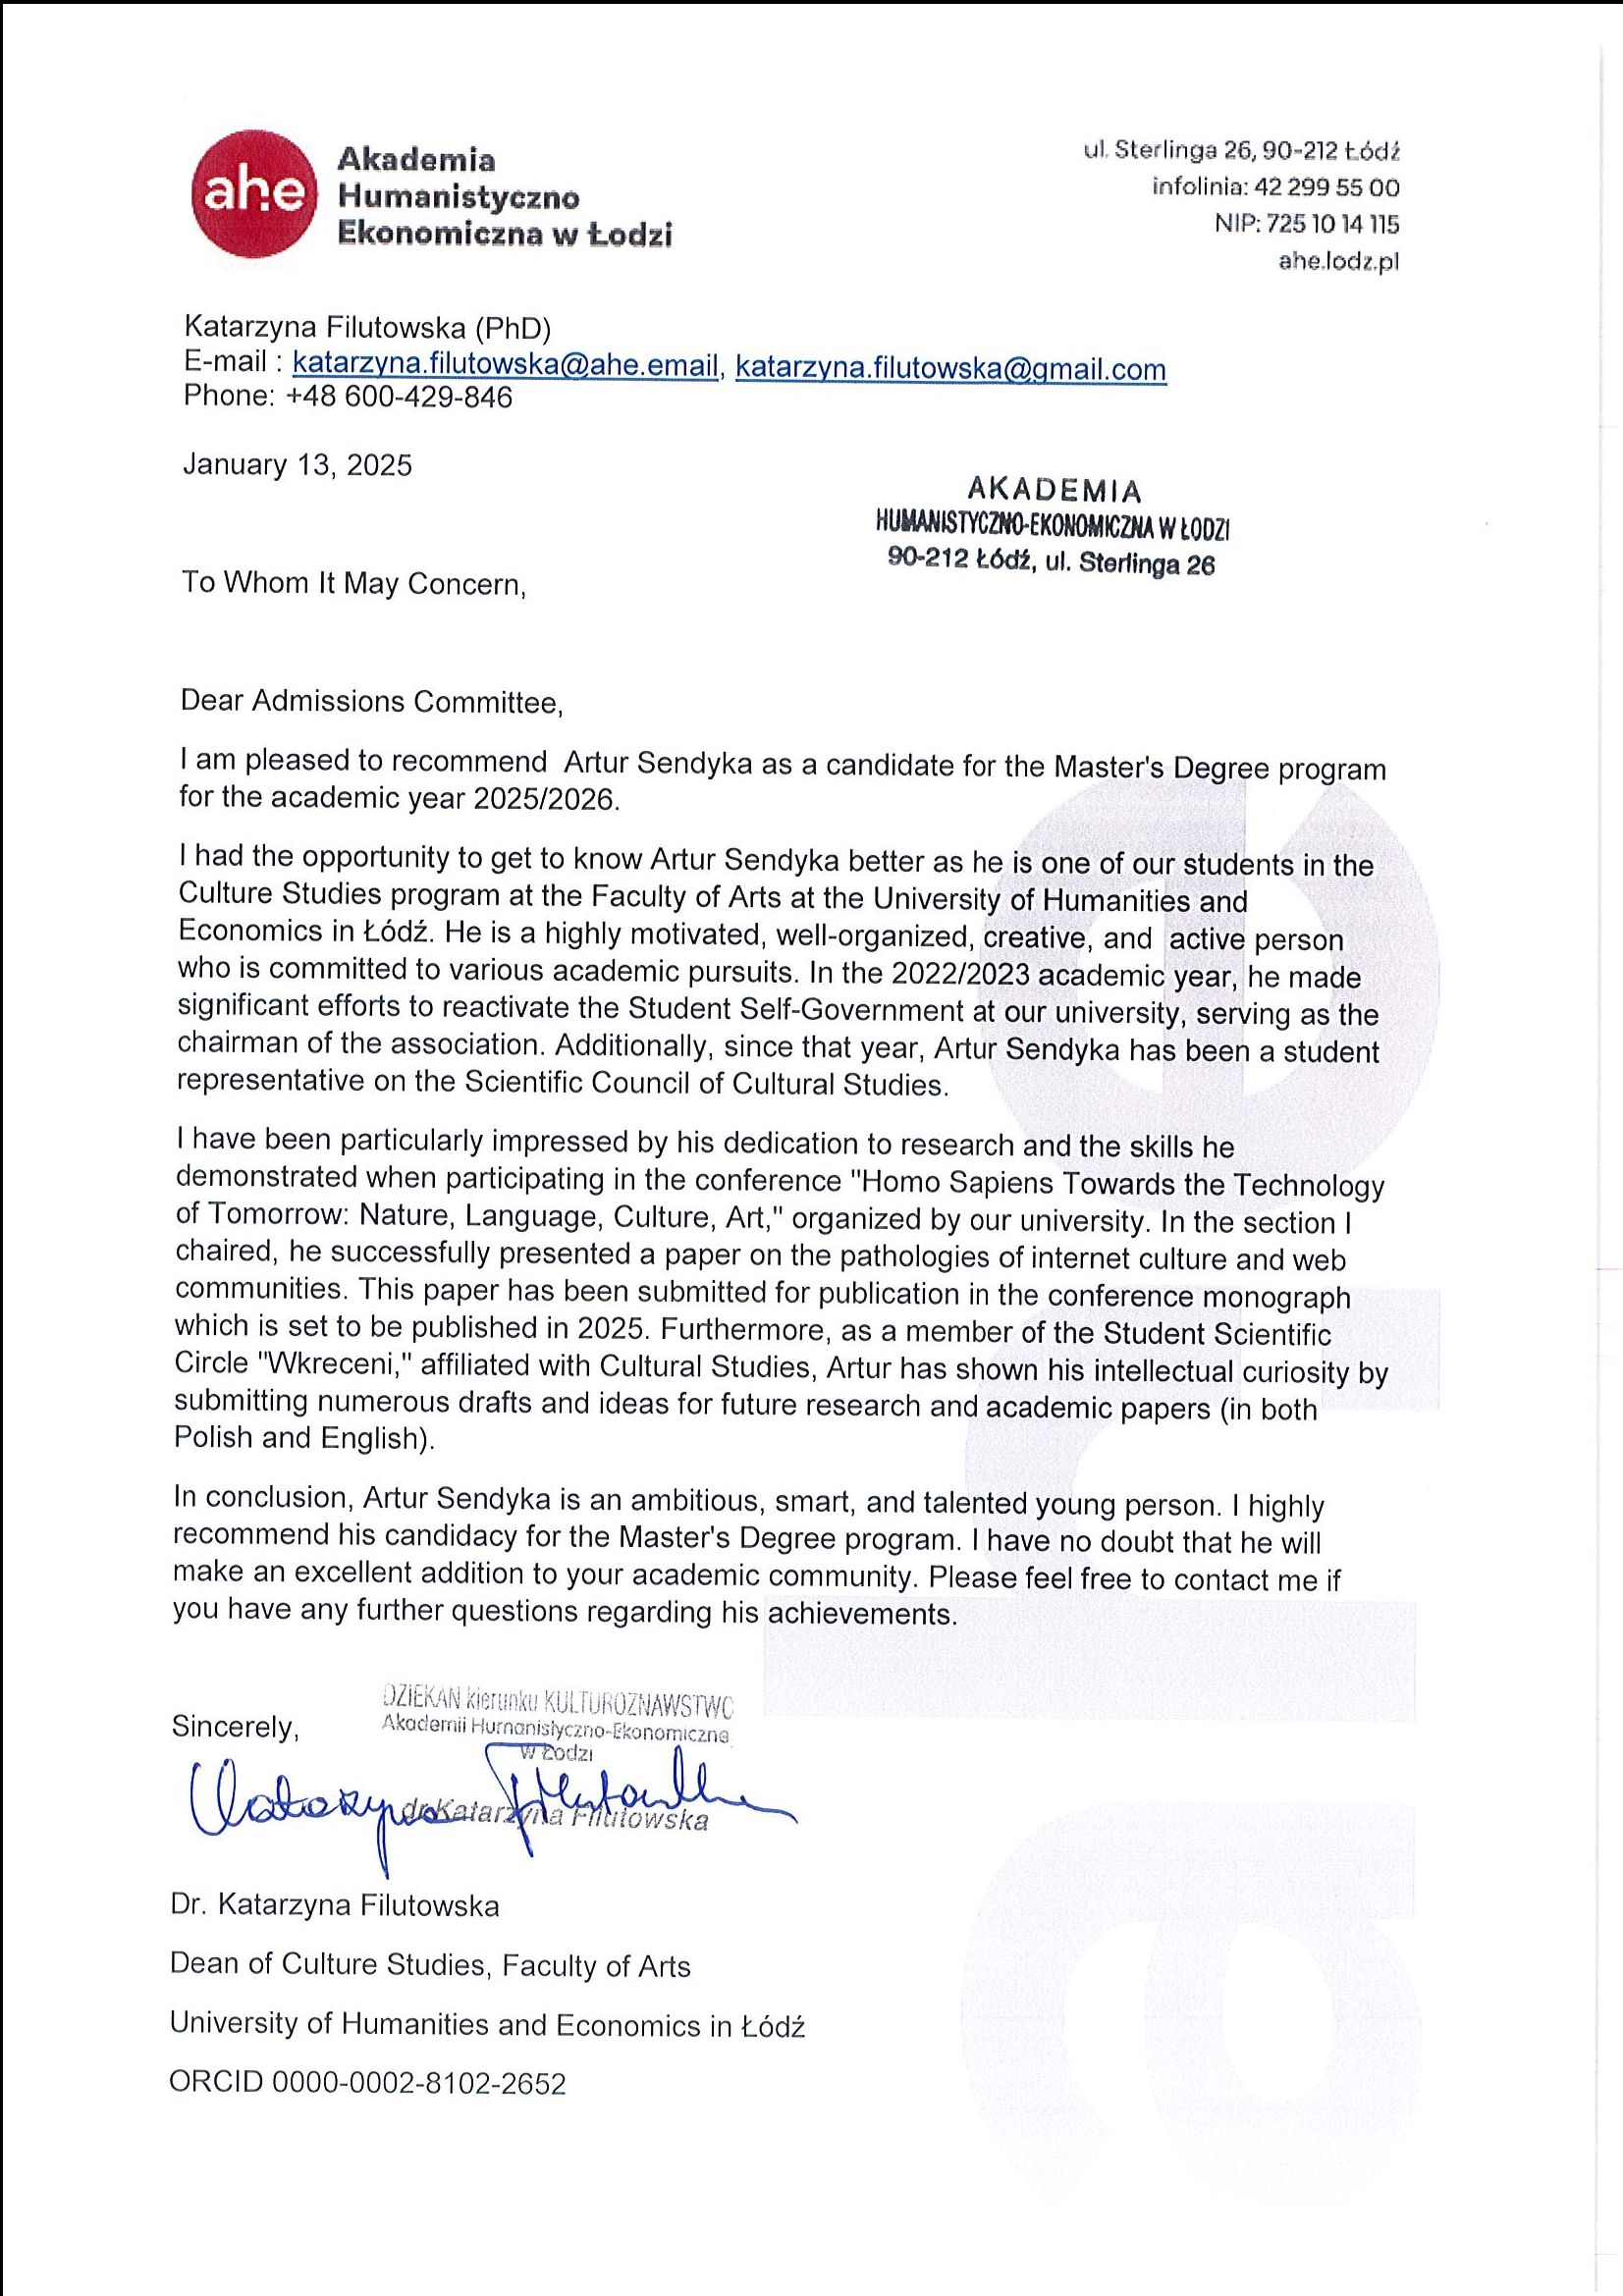 ahe
Akademia
Humanistyczno
Ekonomiczna w Łodzi
ul. Sterlinga 26, 90-212 Łódź
infolinia: 42 299 55 00
NIP: 725 10 14 115
ahe.lodz.pl
Katarzyna Filutowska (PhD)
E-mail : katarzyna.filutowska@ahe.email, katarzyna.filutowska@gmail.com
Phone: +48 600-429-846
January 13, 2025
AKADEMIA
HUMANISTYCZNO-EKONOMICZNA W ŁODZI
90-212 Łódź, ul. Sterlinga 26
To Whom It May Concern,
Dear Admissions Committee,
I am pleased to recommend  Artur Sendyka as a candidate for the Master's Degree program
for the academic year 2025/2026.
I had the opportunity to get to know Artur Sendyka better as he is one of our students in the
Culture Studies program at the Faculty of Arts at the University of Humanities and
Economics in Łódź. He is a highly motivated, well-organized, creative, and  active person
who is committed to various academic pursuits. In the 2022/2023 academic year, he made
significant efforts to reactivate the Student Self-Government at our university, serving as the
chairman of the association. Additionally, since that year, Artur Sendyka has been a student
representative on the Scientific Council of Cultural Studies.
I have been particularly impressed by his dedication to research and the skills he
demonstrated when participating in the conference "Homo Sapiens Towards the Technology
of Tomorrow: Nature, Language, Culture, Art," organized by our university. In the section I
chaired, he successfully presented a paper on the pathologies of internet culture and web
communities. This paper has been submitted for publication in the conference monograph
which is set to be published in 2025. Furthermore, as a member of the Student Scientific
Circle "Wkreceni," affiliated with Cultural Studies, Artur has shown his intellectual curiosity by
submitting numerous drafts and ideas for future research and academic papers (in both
Polish and English).
In conclusion, Artur Sendyka is an ambitious, smart, and talented young person. I highly
recommend his candidacy for the Master's Degree program. I have no doubt that he will
make an excellent addition to your academic community. Please feel free to contact me if
you have any further questions regarding his achievements.
Sincerely,
DZIEKAN kierunku KULTUROZNAWSTWO
Akademii Humanistyczno-Ekonomicznej
w Łodzi
dr Katarzyna Filutowska
Katarzyna Filutowska
Dr. Katarzyna Filutowska
Dean of Culture Studies, Faculty of Arts
University of Humanities and Economics in Łódź
ORCID 0000-0002-8102-2652